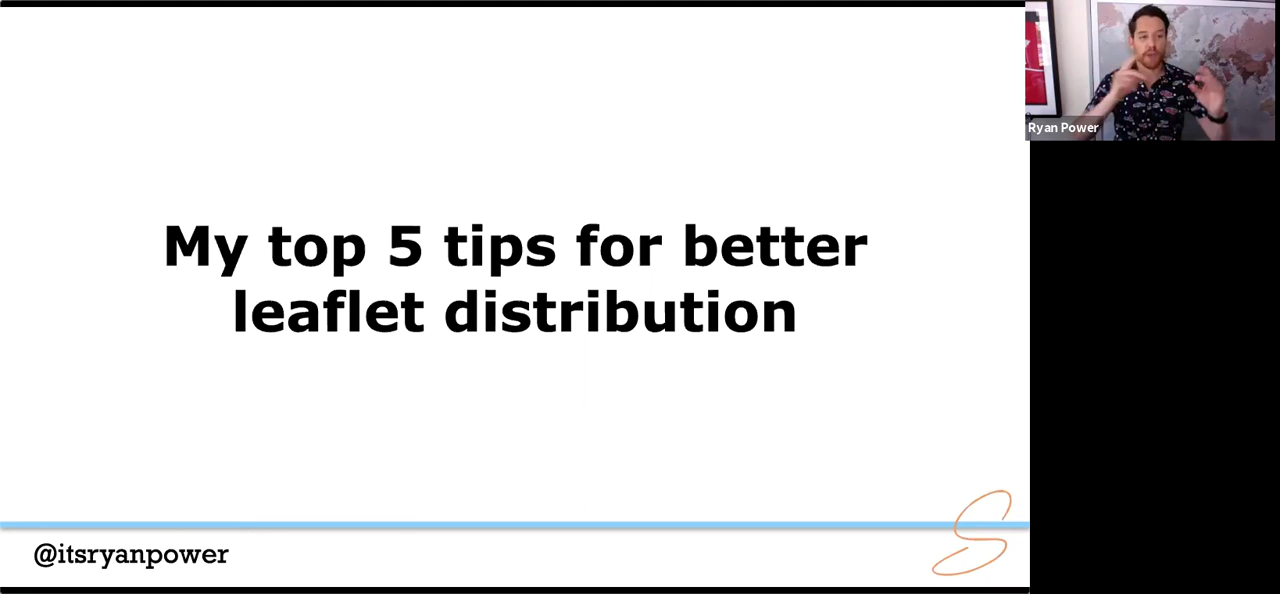 My top 5 tips for better
leaflet distribution
@itsryanpower
Ryan Power